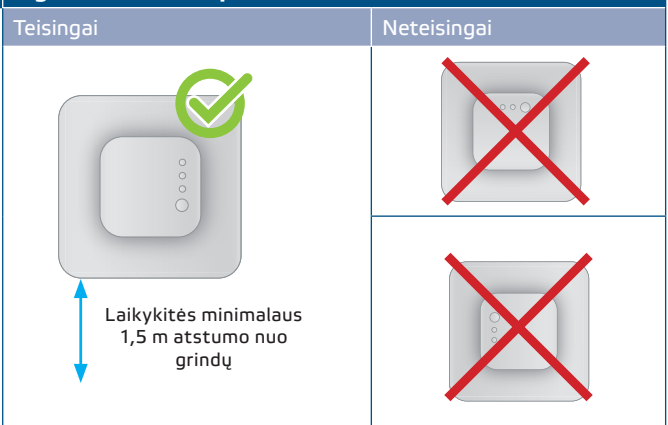 Teisingai
Neteisingai
Laikykitės minimalaus
1,5 m atstumo nuo
grindų